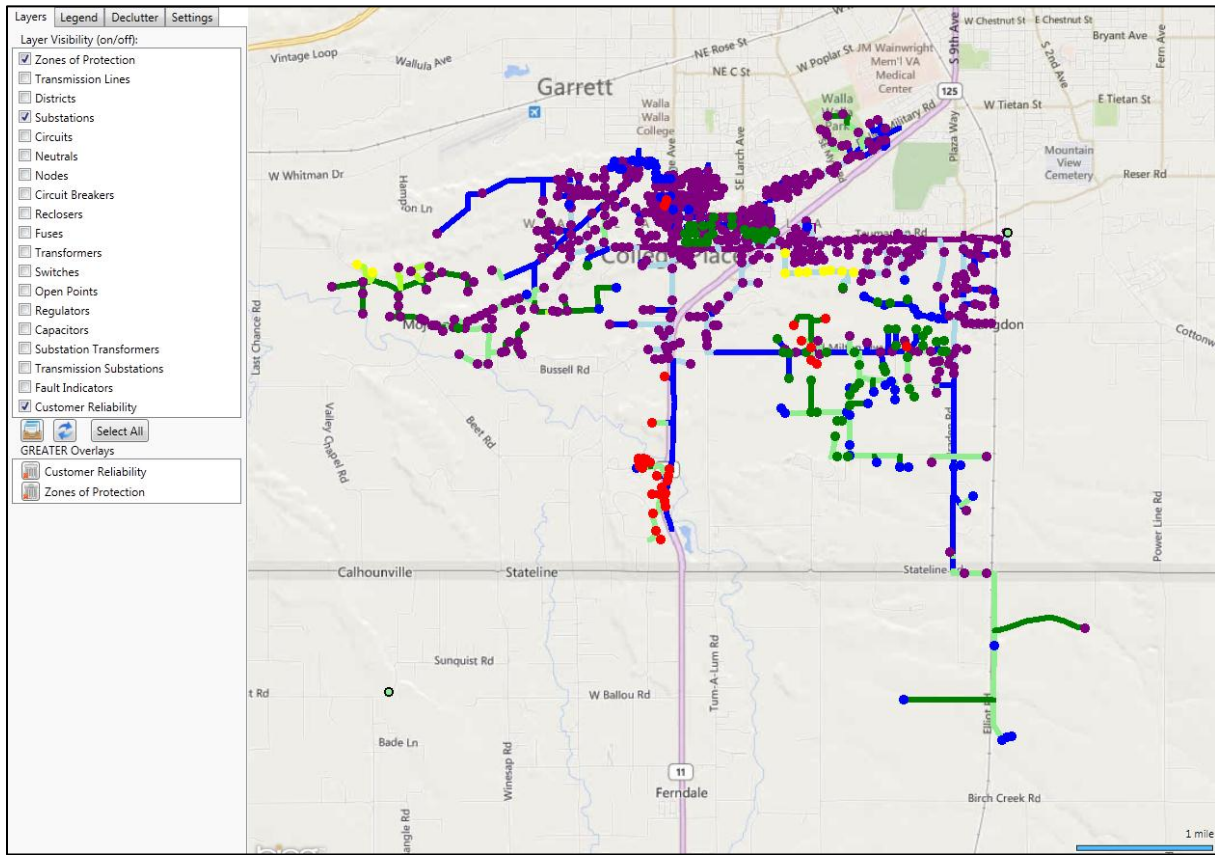 Layers Legend Declutter Settings
Layer Visibility (on/off):
Zones of Protection
Transmission Lines
Districts
Substations
Circuits
Neutrals
Nodes
Circuit Breakers
Reclosers
Fuses
Transformers
Switches
Open Points
Regulators
Capacitors
Substation Transformers
Transmission Substations
Fault Indicators
Customer Reliability
Select All
GREATER Overlays
Customer Reliability
Zones of Protection
Vintage Loop
Wallula Ave
NE Rose St
NE C St
W Poplar St
JM Wainwright
Mem'l VA
Medical
Center
S 9th Ave
W Chestnut St
E Chestnut St
Bryant Ave
S 2nd Ave
Fern Ave
Garrett
Walla
Walla
College
Walla
Park
Military Rd
125
W Tietan St
E Tietan St
Plaza Way
Mountain
View
Cemetery
Reser Rd
W Whitman Dr
SE Larch Ave
Last Chance Rd
Bussell Rd
Valley Chapel Rd
Beet Rd
Power Line Rd
Calhounville
Stateline
Stateline
Sunquist Rd
W Ballou Rd
Tum-A-Lum Rd
Bade Ln
Winesap Rd
Elliot Rd
11
Ferndale
Birch Creek Rd
1 mile